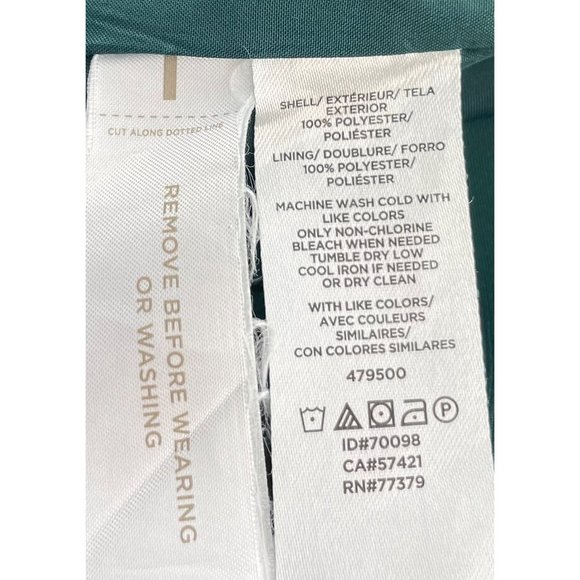 CUT ALONG DOTTED LINE
REMOVE BEFORE WEARING
OR WASHING
SHELL/ EXTÉRIEUR/ TELA
EXTERIOR
100% POLYESTER/
POLIÉSTER
LINING/ DOUBLURE/ FORRO
100% POLYESTER/
POLIÉSTER
MACHINE WASH COLD WITH
LIKE COLORS
ONLY NON-CHLORINE
BLEACH WHEN NEEDED
TUMBLE DRY LOW
COOL IRON IF NEEDED
OR DRY CLEAN
WITH LIKE COLORS/
AVEC COULEURS
SIMILAIRES/
CON COLORES SIMILARES
479500
P
ID#70098
CA#57421
RN#77379